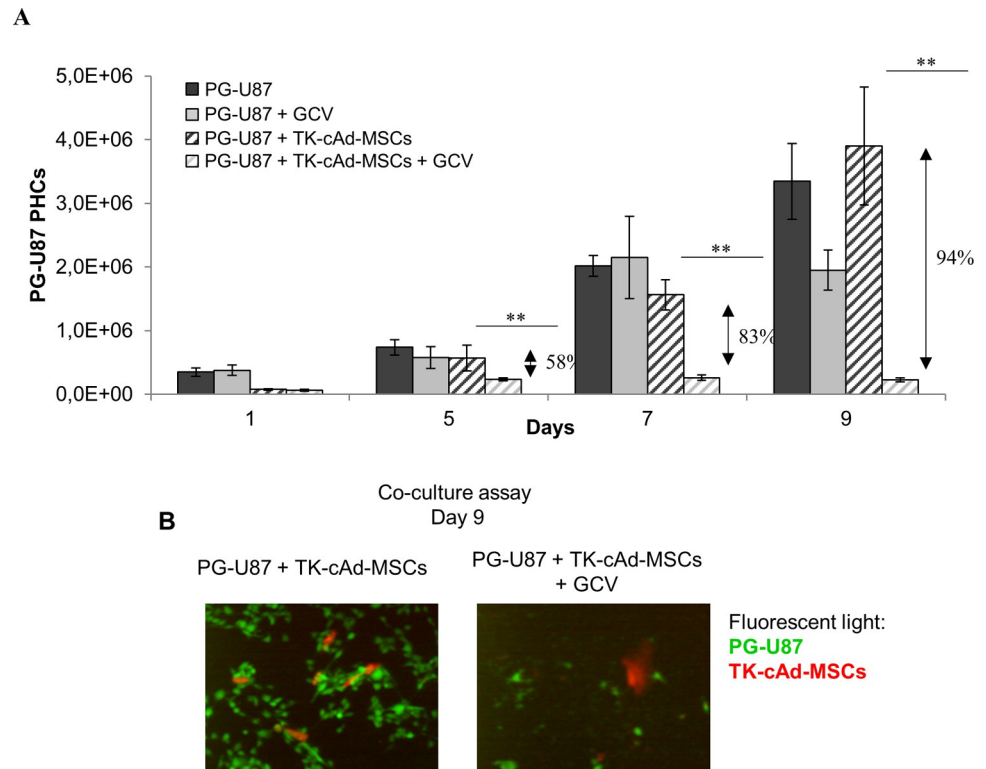 A
PG-U87 PHCs
5,0E+06
4,0E+06
3,0E+06
2,0E+06
1,0E+06
0,0E+00
PG-U87
PG-U87 + GCV
PG-U87 + TK-cAd-MSCs
PG-U87 + TK-cAd-MSCs + GCV
**
58%
**
83%
**
94%
1
5
7
9
Days
Co-culture assay
Day 9
B
PG-U87 + TK-cAd-MSCs
PG-U87 + TK-cAd-MSCs
+ GCV
Fluorescent light:
PG-U87
TK-cAd-MSCs